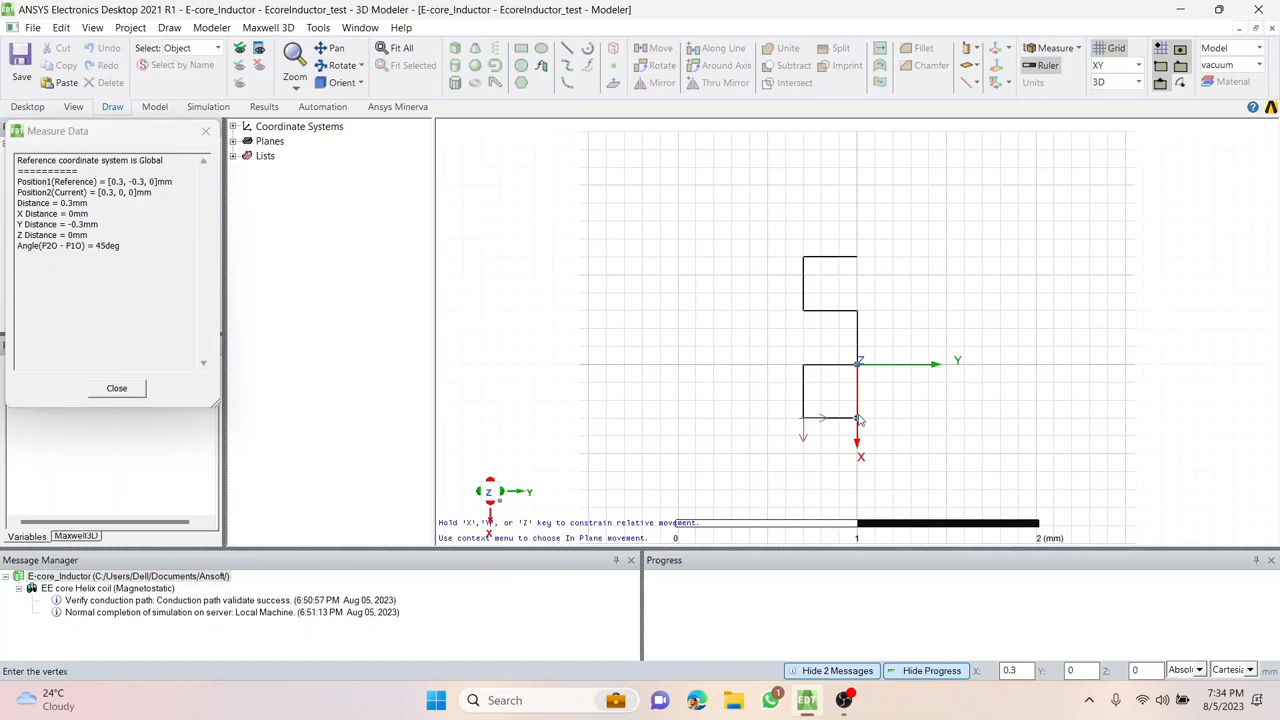 ANSYS Electronics Desktop 2021 R1 - E-core_Inductor - EcoreInductor_test - 3D Modeler - [E-core_Inductor - EcoreInductor_test - Modeler]
File Edit View Project Draw Modeler Maxwell 3D Tools Window Help
Save Cut Undo Select: Object Zoom Pan Fit All Move Along Line Unite Split Fillet Measure Grid Model
Copy Redo Select by Name Rotate Fit Selected Rotate Around Axis Subtract Imprint Chamfer Ruler XY vacuum
Paste Delete Orient Mirror Thru Mirror Intersect Units 3D Material
Desktop View Draw Model Simulation Results Automation Ansys Minerva
EDT Measure Data
Reference coordinate system is Global
==========
Position1(Reference) = [0.3, -0.3, 0]mm
Position2(Current) = [0.3, 0, 0]mm
Distance = 0.3mm
X Distance = 0mm
Y Distance = -0.3mm
Z Distance = 0mm
Angle(P2O - P1O) = 45deg
Close
Variables Maxwell3D
Coordinate Systems
Planes
Lists
Z Y
X
Z Y
X
Hold 'X','Y', or 'Z' key to constrain relative movement.
Use context menu to choose In Plane movement.
0 1 2 (mm)
Message Manager
E-core_Inductor (C:/Users/Dell/Documents/Ansoft/)
EE core Helix coil (Magnetostatic)
Verify conduction path: Conduction path validate success. (6:50:57 PM Aug 05, 2023)
Normal completion of simulation on server: Local Machine. (6:51:13 PM Aug 05, 2023)
Progress
Enter the vertex
Hide 2 Messages Hide Progress X: 0.3 Y: 0 Z: 0 Absol Cartesia mm
24°C
Cloudy
Search
1
EDT
7:34 PM
8/5/2023